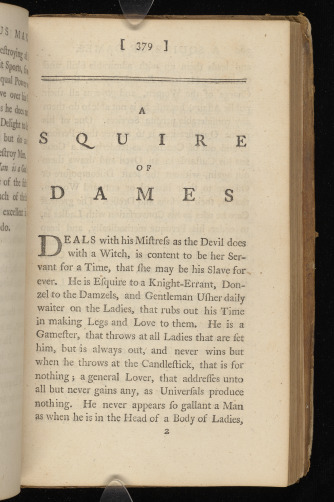 US MAN
[ 379 ]
A
SQUIRE
OF
DAMES
DEALS with his Miſtreſs as the Devil does
with a Witch, is content to be her Ser-
vant for a Time, that ſhe may be his Slave for
ever. He is Eſquire to a Knight-Errant, Don-
zel to the Damzels, and Gentleman Uſher daily
waiter on the Ladies, that rubs out his Time
in making Legs and Love to them. He is a
Gameſter, that throws at all Ladies that are ſet
him, but is always out, and never wins but
when he throws at the Candleſtick, that is for
nothing; a general Lover, that addreſſes unto
all but never gains any, as Univerſals produce
nothing. He never appears ſo gallant a Man
as when he is in the Head of a Body of Ladies,
2